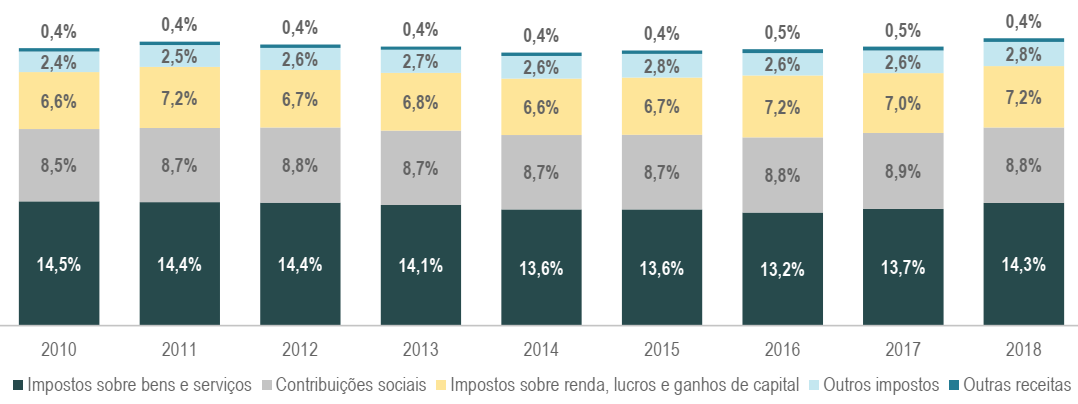 0,4% 0,4% 0,4% 0,4% 0,4% 0,4% 0,5% 0,5% 0,4%
2,4% 2,5% 2,6% 2,7% 2,6% 2,8% 2,6% 2,6% 2,8%
6,6% 7,2% 6,7% 6,8% 6,6% 6,7% 7,2% 7,0% 7,2%
8,5% 8,7% 8,8% 8,7% 8,7% 8,7% 8,8% 8,9% 8,8%
14,5% 14,4% 14,4% 14,1% 13,6% 13,6% 13,2% 13,7% 14,3%
2010 2011 2012 2013 2014 2015 2016 2017 2018
Impostos sobre bens e serviços Contribuições sociais Impostos sobre renda, lucros e ganhos de capital Outros impostos Outras receitas